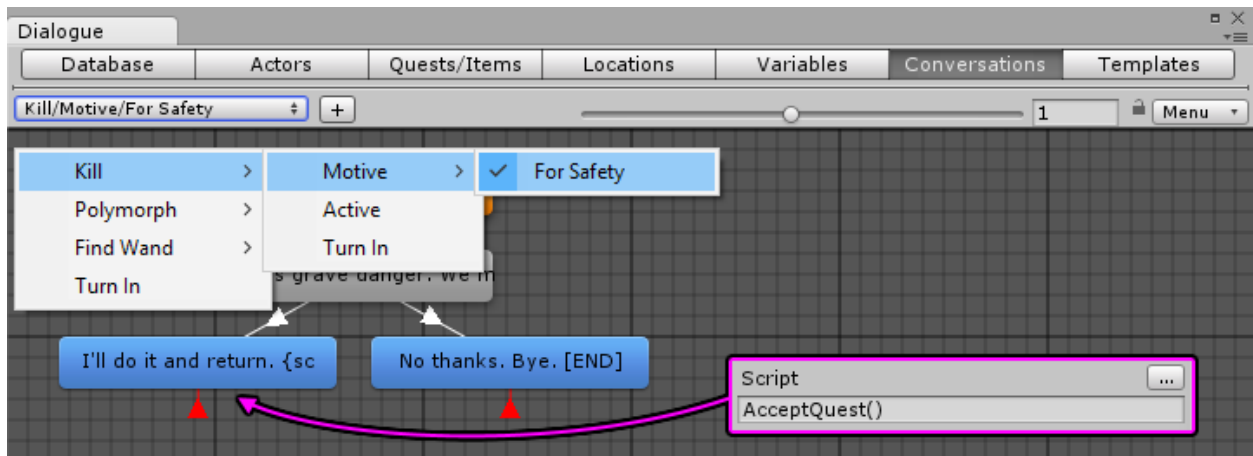 Dialogue
Database Actors Quests/Items Locations Variables Conversations Templates
Kill/Motive/For Safety + 1 Menu
Kill Motive For Safety
Polymorph Active
Find Wand Turn In
Turn In
s grave danger. We m
I'll do it and return. {sc No thanks. Bye. [END]
Script ...
AcceptQuest()